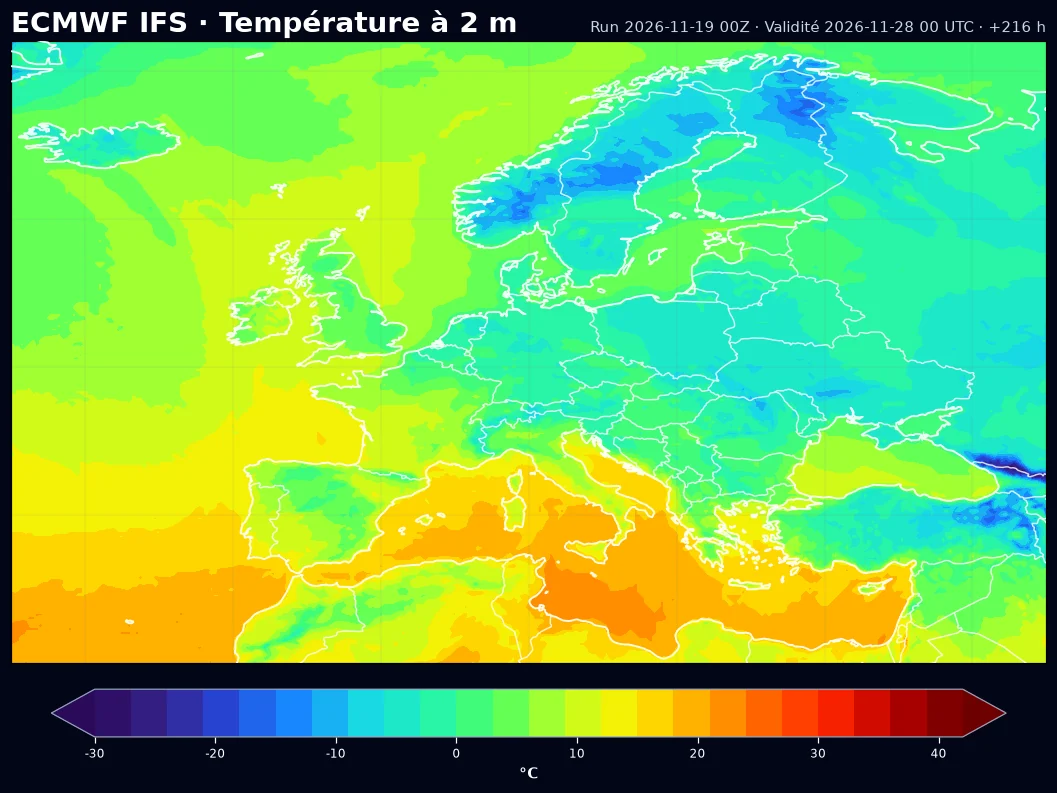 ECMWF IFS · Température à 2 m
Run 2026-11-19 00Z · Validité 2026-11-28 00 UTC · +216 h
-30 -20 -10 0 10 20 30 40
°C